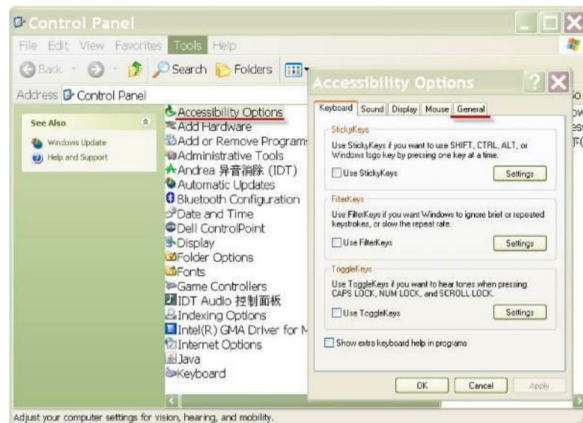 Control Panel
File Edit View Favorites Tools Help
Back Search Folders
Address Control Panel
See Also
Windows Update
Help and Support
Accessibility Options
Add Hardware
Add or Remove Program
Administrative Tools
Andrea 异音消除 (IDT)
Automatic Updates
Bluetooth Configuration
Date and Time
Dell ControlPoint
Display
Folder Options
Fonts
Game Controllers
IDT Audio 控制面板
Indexing Options
Intel(R) GMA Driver for M
Internet Options
Java
Keyboard
Adjust your computer settings for vision, hearing, and mobility.
Accessibility Options
Keyboard Sound Display Mouse General
StickyKeys
Use StickyKeys if you want to use SHIFT, CTRL, ALT, or
Windows logo key by pressing one key at a time.
Use StickyKeys Settings
FilterKeys
Use FilterKeys if you want Windows to ignore brief or repeated
keystrokes, or slow the repeat rate.
Use FilterKeys Settings
ToggleKeys
Use ToggleKeys if you want to hear tones when pressing
CAPS LOCK, NUM LOCK, and SCROLL LOCK.
Use ToggleKeys Settings
Show extra keyboard help in programs
OK Cancel Apply